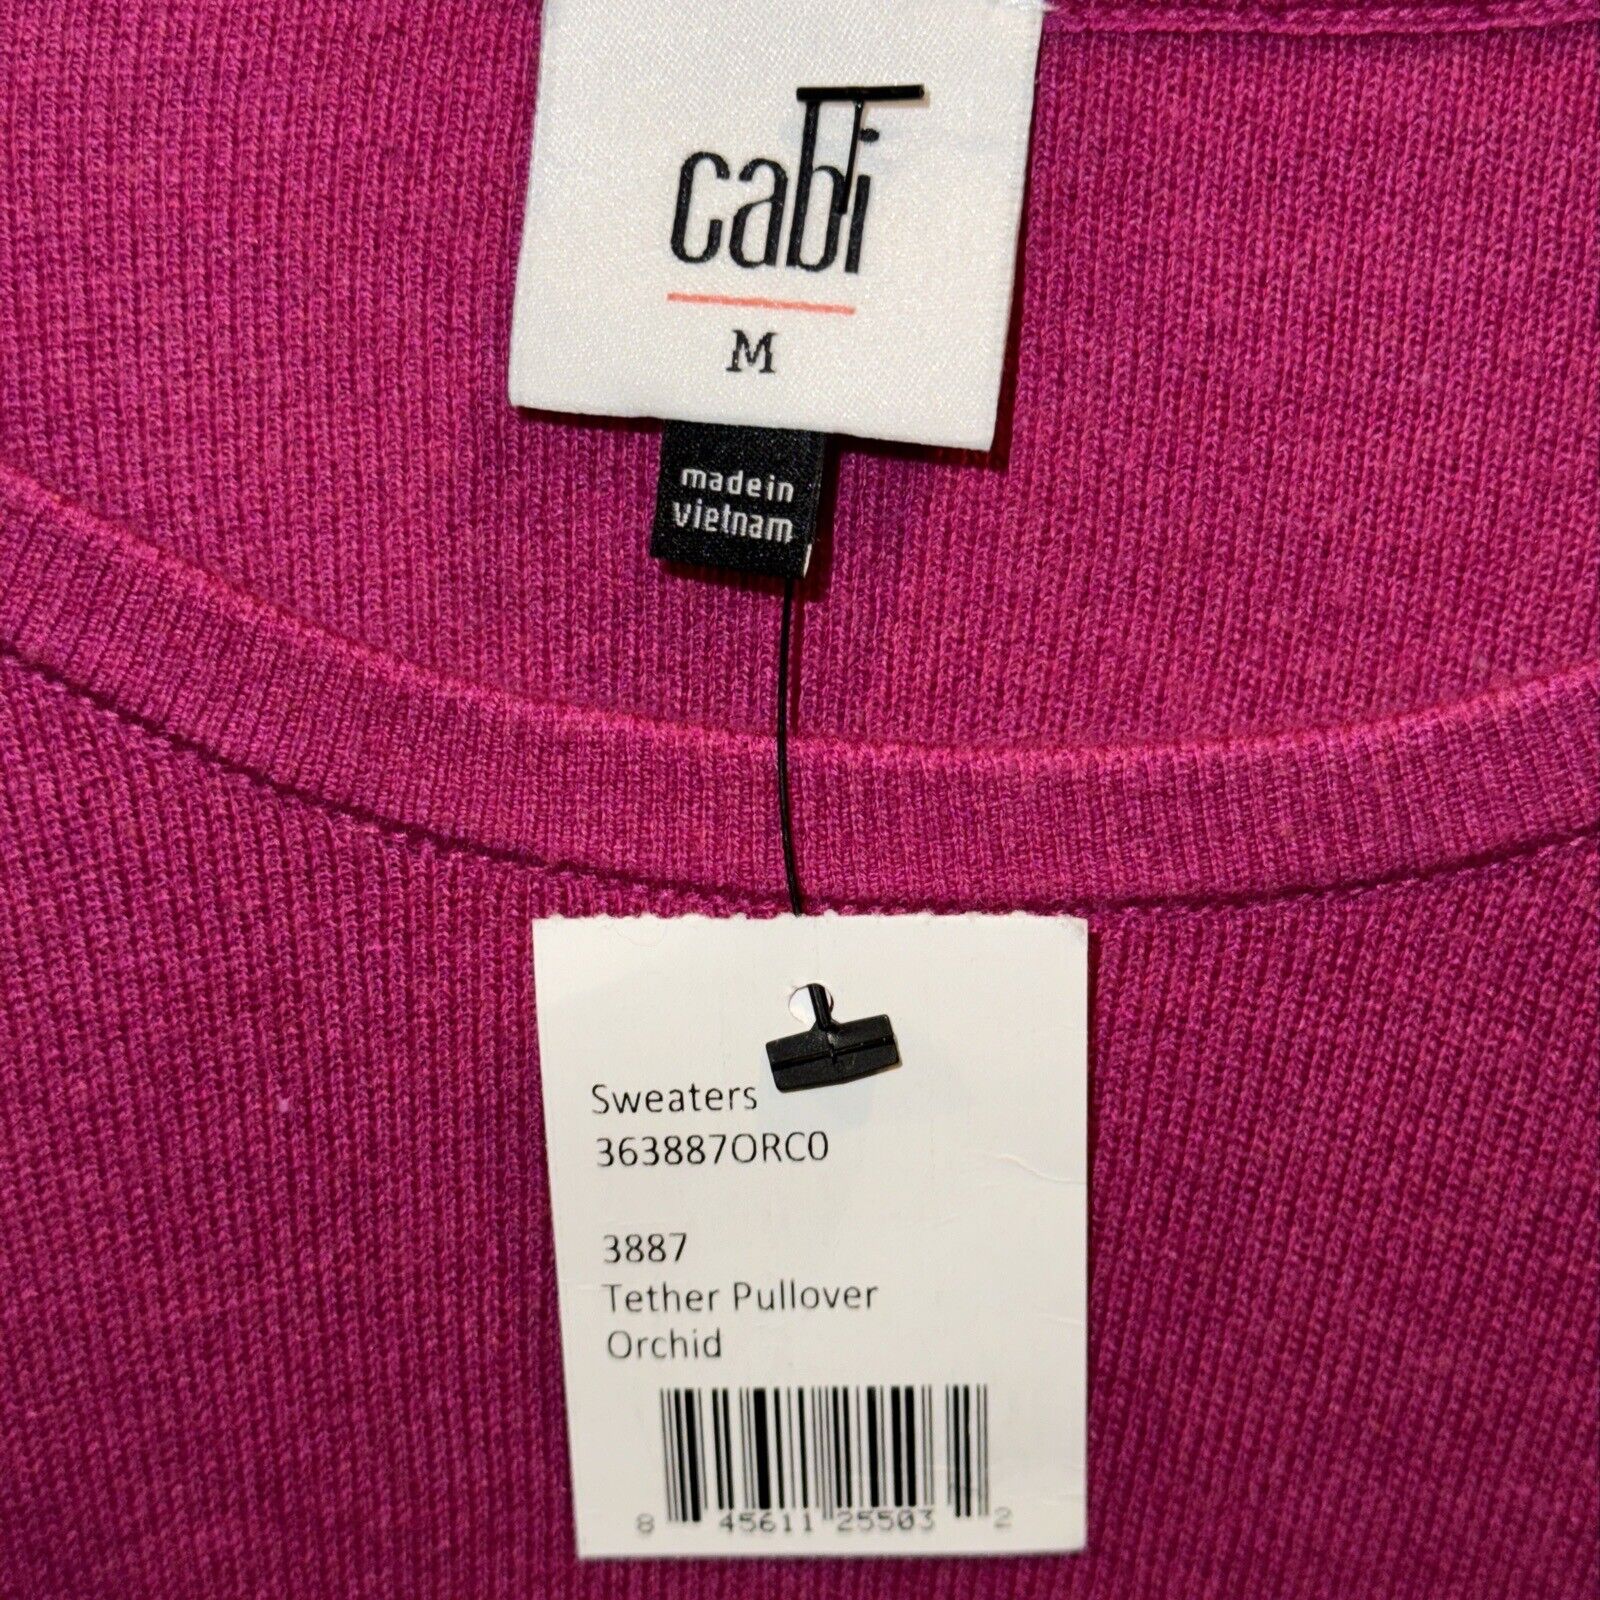 cabi
M
made in
vietnam
Sweaters
363887ORC0
3887
Tether Pullover
Orchid
8 45611 25503 2